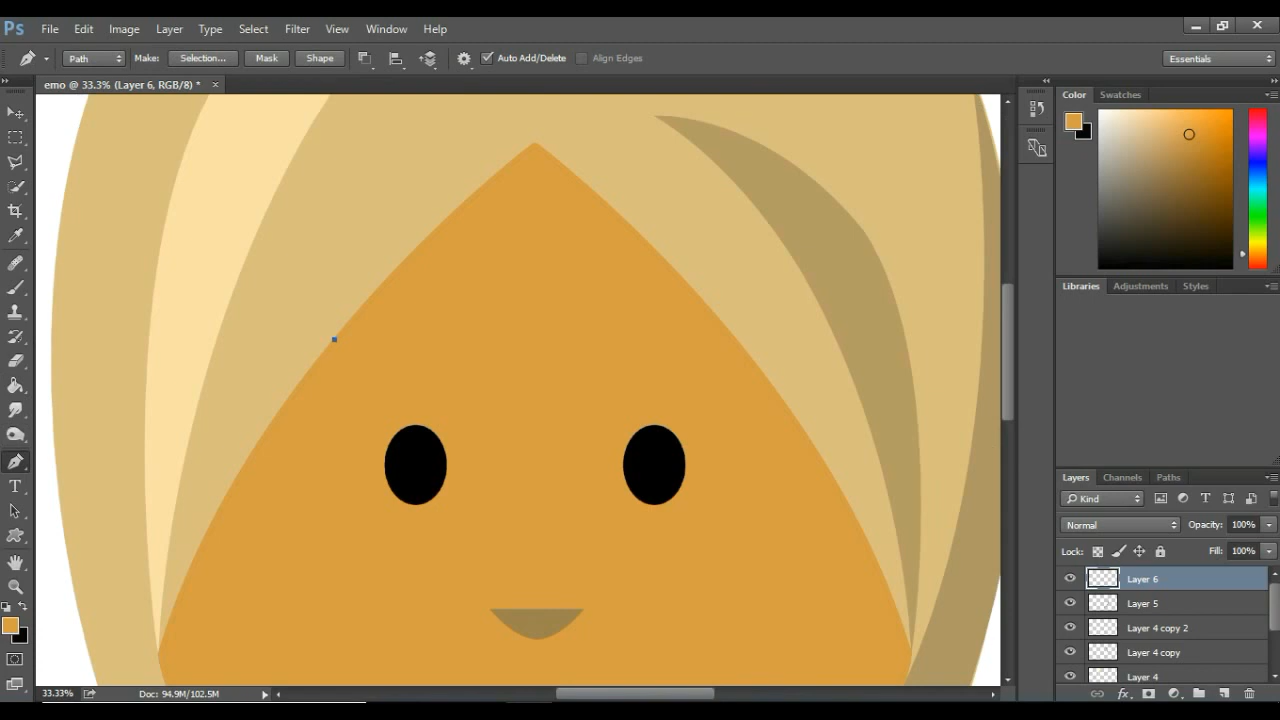 Ps File Edit Image Layer Type Select Filter View Window Help
Path Make: Selection... Mask Shape Auto Add/Delete Align Edges Essentials
emo @ 33.3% (Layer 6, RGB/8) * ×
Color Swatches
Libraries Adjustments Styles
Layers Channels Paths
Kind
Normal Opacity: 100%
Lock: Fill: 100%
Layer 6
Layer 5
Layer 4 copy 2
Layer 4 copy
Layer 4
33.33% Doc: 94.9M/102.5M